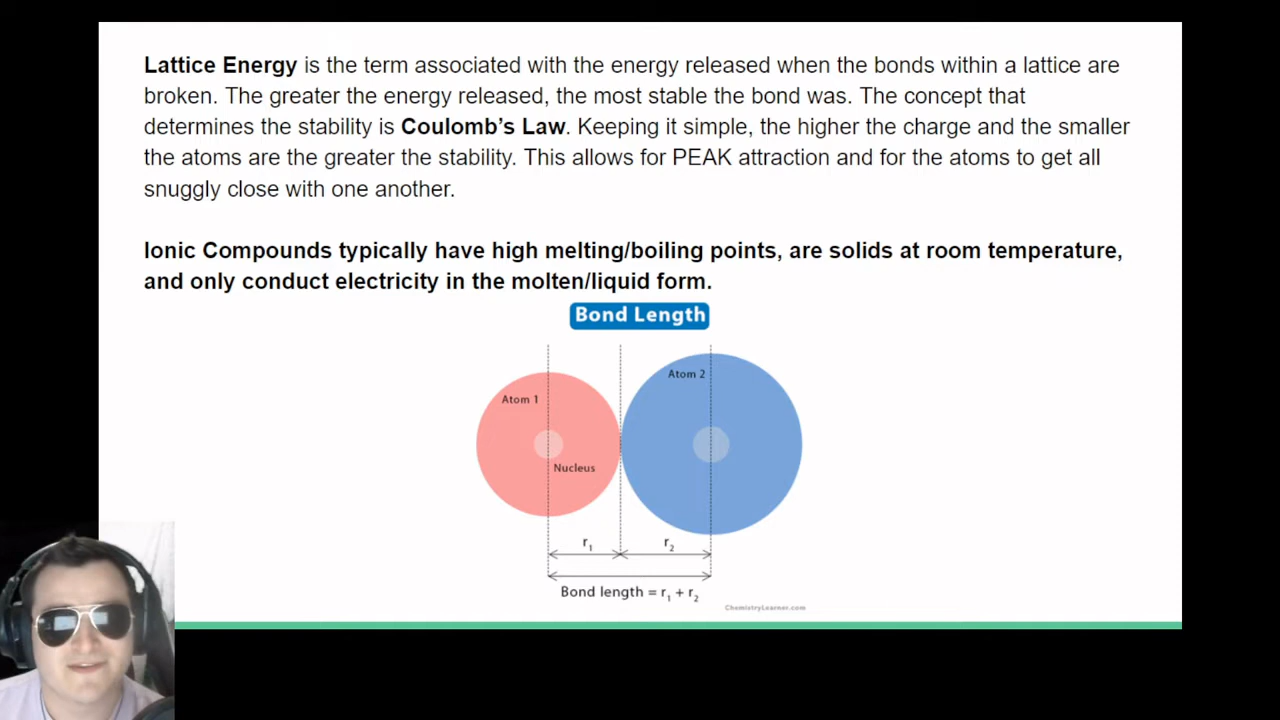 Lattice Energy is the term associated with the energy released when the bonds within a lattice are
broken. The greater the energy released, the most stable the bond was. The concept that
determines the stability is Coulomb's Law. Keeping it simple, the higher the charge and the smaller
the atoms are the greater the stability. This allows for PEAK attraction and for the atoms to get all
snuggly close with one another.
Ionic Compounds typically have high melting/boiling points, are solids at room temperature,
and only conduct electricity in the molten/liquid form.
Bond Length
Atom 1
Atom 2
Nucleus
r₁
r₂
Bond length = r₁ + r₂
ChemistryLearner.com